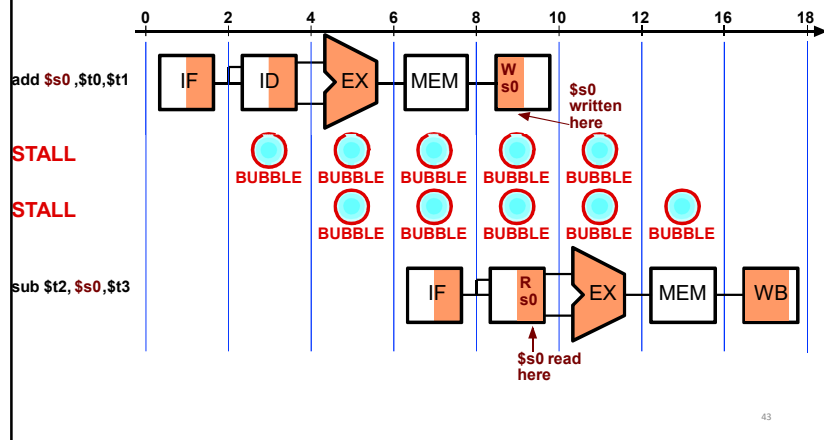 0 2 4 6 8 10 12 14 16 18
add $s0 ,$t0,$t1
IF ID EX MEM W
s0
$s0
written
here
STALL
BUBBLE BUBBLE BUBBLE BUBBLE BUBBLE
STALL
BUBBLE BUBBLE BUBBLE BUBBLE BUBBLE
sub $t2, $s0,$t3
IF R
s0 EX MEM WB
$s0 read
here
43